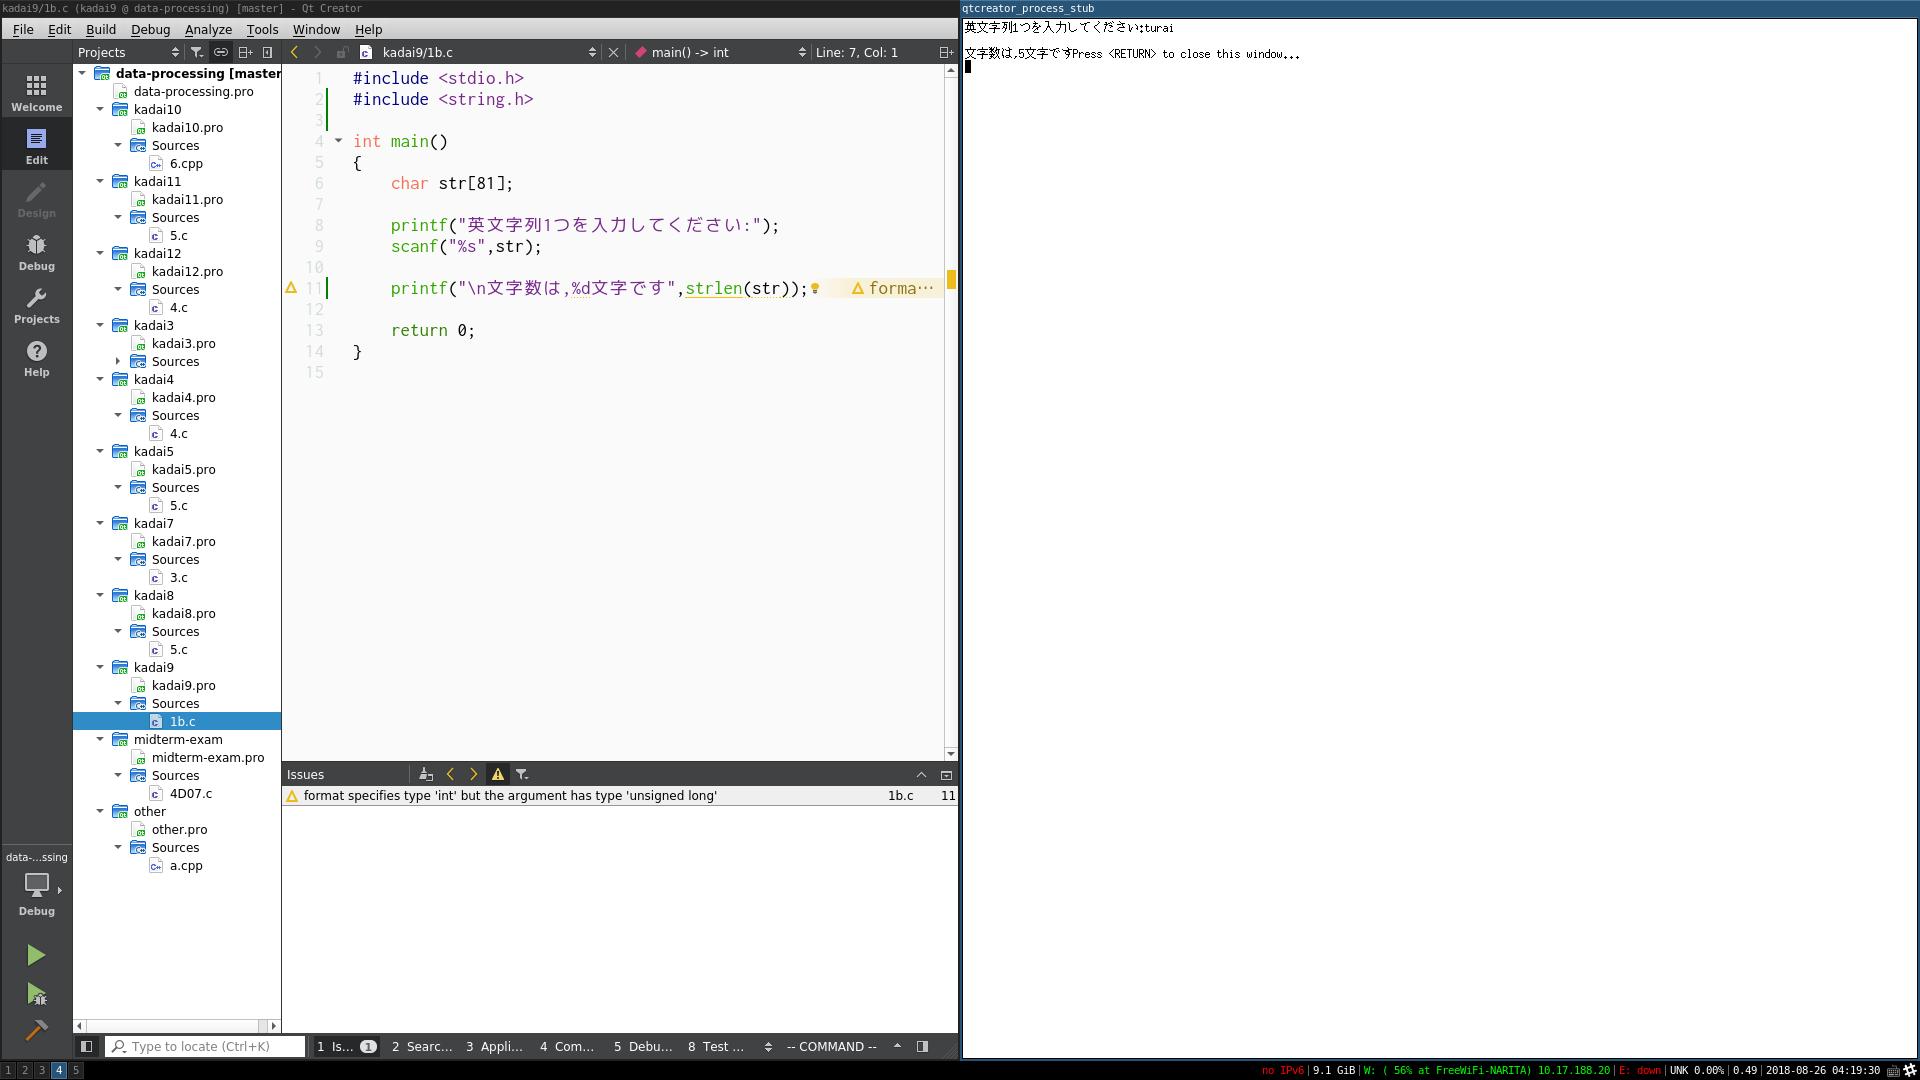 kadai9/1b.c (kadai9 @ data-processing) [master] - Qt Creator
File Edit Build Debug Analyze Tools Window Help
Projects
kadai9/1b.c
main() -> int
Line: 7, Col: 1
Welcome
Edit
Design
Debug
Projects
Help
data-...ssing
Debug
data-processing [master
data-processing.pro
kadai10
kadai10.pro
Sources
6.cpp
kadai11
kadai11.pro
Sources
5.c
kadai12
kadai12.pro
Sources
4.c
kadai3
kadai3.pro
Sources
kadai4
kadai4.pro
Sources
4.c
kadai5
kadai5.pro
Sources
5.c
kadai7
kadai7.pro
Sources
3.c
kadai8
kadai8.pro
Sources
5.c
kadai9
kadai9.pro
Sources
1b.c
midterm-exam
midterm-exam.pro
Sources
4D07.c
other
other.pro
Sources
a.cpp
1 #include <stdio.h>
2 #include <string.h>
3
4 int main()
5 {
6 char str[81];
7
8 printf("英文字列1つを入力してください:");
9 scanf("%s",str);
10
11 printf("\n文字数は,%d文字です",strlen(str)); forma…
12
13 return 0;
14 }
15
Issues
format specifies type 'int' but the argument has type 'unsigned long' 1b.c 11
Type to locate (Ctrl+K)
1 Is... 1 2 Searc... 3 Appli... 4 Com... 5 Debu... 8 Test ... -- COMMAND --
qtcreator_process_stub
英文字列1つを入力してください:turai
文字数は,5文字ですPress <RETURN> to close this window...
1 2 3 4 5
no IPv6 | 9.1 GiB | W: ( 56% at FreeWiFi-NARITA) 10.17.188.20 | E: down | UNK 0.00% | 0.49 | 2018-08-26 04:19:30